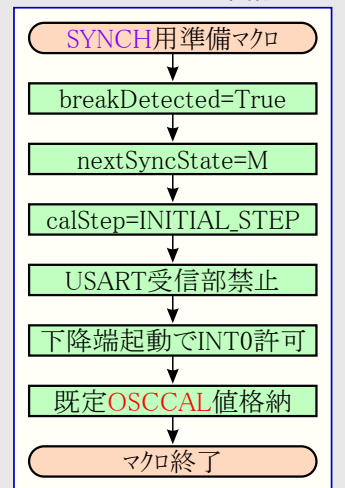 SYNCH用準備マクロ
breakDetected=True
nextSyncState=M
calStep=INITIAL_STEP
USART受信部禁止
下降端起動でINT0許可
既定OSCCAL値格納
マクロ終了